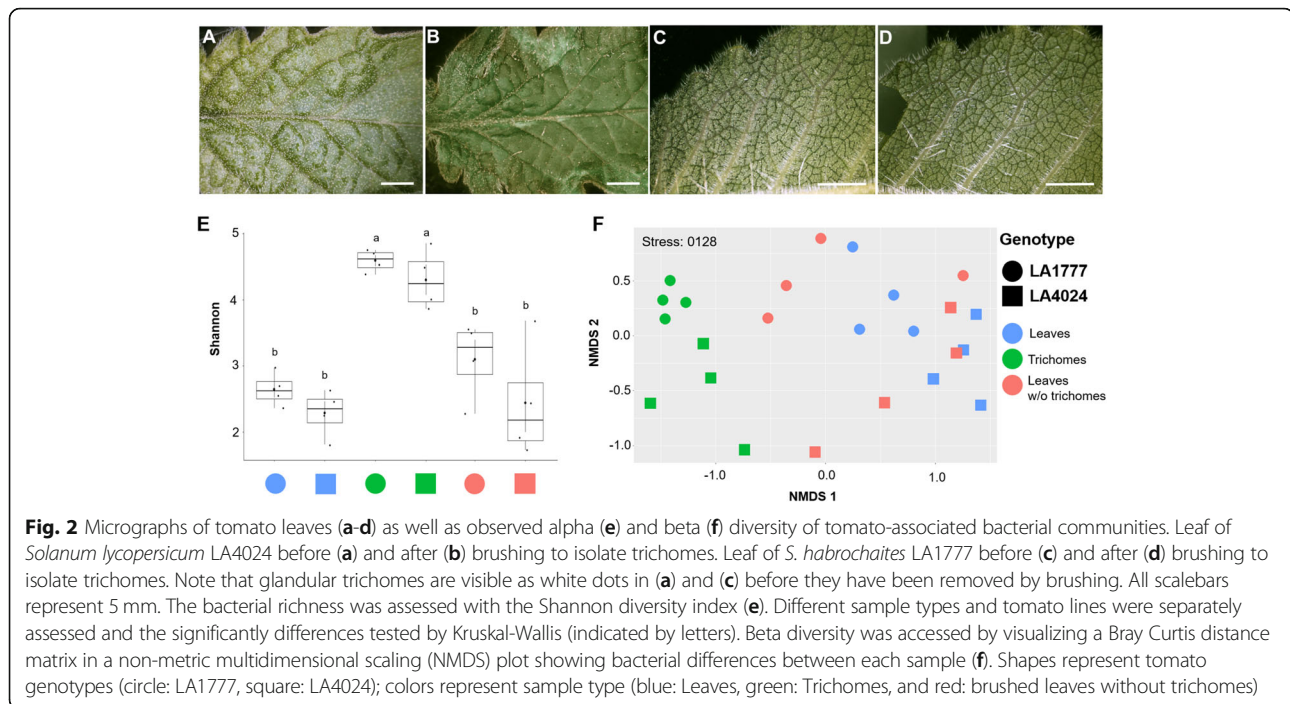 A
B
C
D
E
5
4
3
2
Shannon
b
b
a
a
b
b
F
Stress: 0128
0.5
0.0
-0.5
-1.0
NMDS 2
-1.0 0.0 1.0
NMDS 1
Genotype
LA1777
LA4024
Leaves
Trichomes
Leaves
w/o trichomes
Fig. 2 Micrographs of tomato leaves (a-d) as well as observed alpha (e) and beta (f) diversity of tomato-associated bacterial communities. Leaf of
Solanum lycopersicum LA4024 before (a) and after (b) brushing to isolate trichomes. Leaf of S. habrochaites LA1777 before (c) and after (d) brushing to
isolate trichomes. Note that glandular trichomes are visible as white dots in (a) and (c) before they have been removed by brushing. All scalebars
represent 5 mm. The bacterial richness was assessed with the Shannon diversity index (e). Different sample types and tomato lines were separately
assessed and the significantly differences tested by Kruskal-Wallis (indicated by letters). Beta diversity was accessed by visualizing a Bray Curtis distance
matrix in a non-metric multidimensional scaling (NMDS) plot showing bacterial differences between each sample (f). Shapes represent tomato
genotypes (circle: LA1777, square: LA4024); colors represent sample type (blue: Leaves, green: Trichomes, and red: brushed leaves without trichomes)